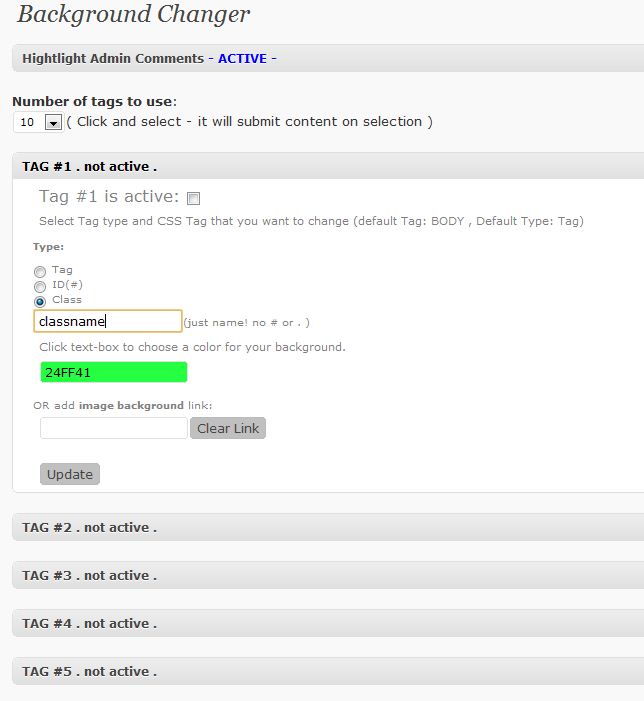 Background Changer
Hightlight Admin Comments - ACTIVE -
Number of tags to use:
10 ( Click and select - it will submit content on selection )
TAG #1 . not active .
Tag #1 is active:
Select Tag type and CSS Tag that you want to change (default Tag: BODY , Default Type: Tag)
Type:
Tag
ID(#)
Class
classname (just name! no # or . )
Click text-box to choose a color for your background.
24FF41
OR add image background link:
Clear Link
Update
TAG #2 . not active .
TAG #3 . not active .
TAG #4 . not active .
TAG #5 . not active .